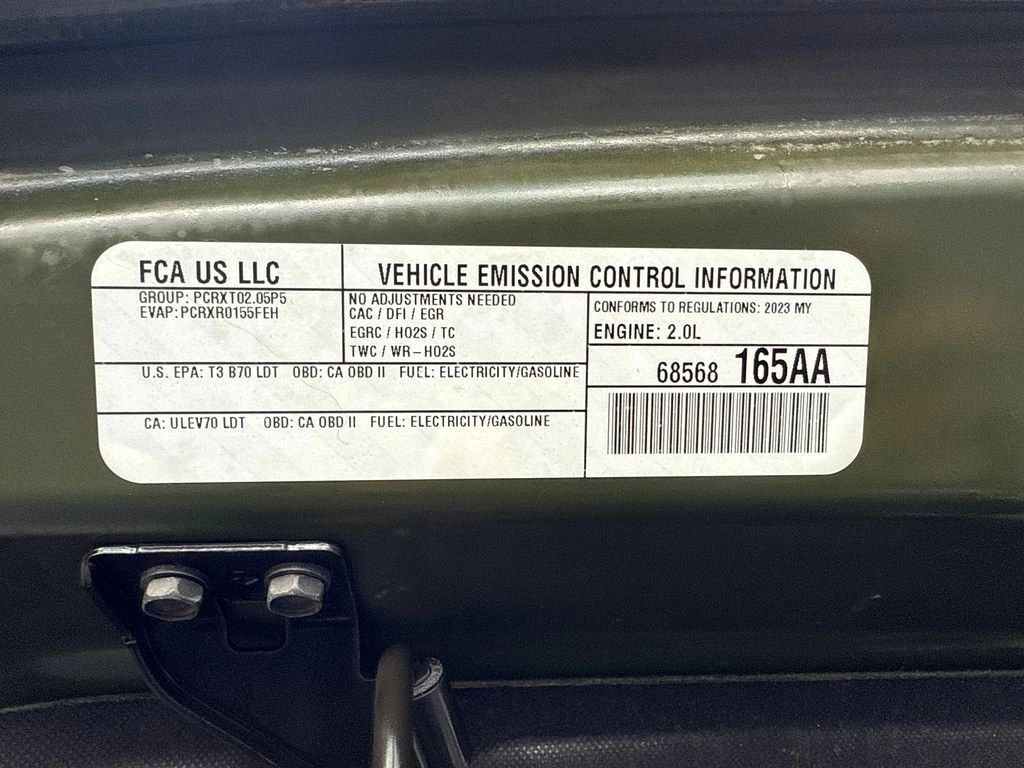 FCA US LLC
VEHICLE EMISSION CONTROL INFORMATION
GROUP: PCRXT02.05P5
EVAP: PCRXR0155FEH
NO ADJUSTMENTS NEEDED
CAC / DFI / EGR
EGRC / HO2S / TC
TWC / WR-HO2S
CONFORMS TO REGULATIONS: 2023 MY
ENGINE: 2.0L
68568 165AA
U.S. EPA: T3 B70 LDT OBD: CA OBD II FUEL: ELECTRICITY/GASOLINE
CA: ULEV70 LDT OBD: CA OBD II FUEL: ELECTRICITY/GASOLINE